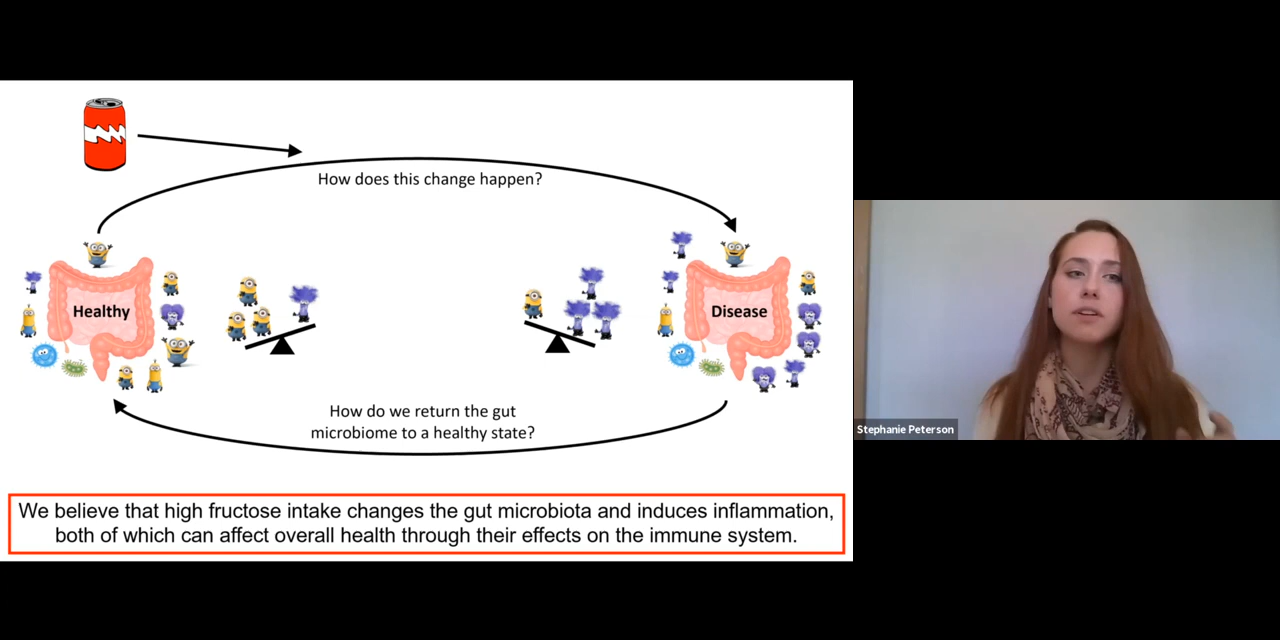 How does this change happen?
Healthy
Disease
Stephanie Peterson
How do we return the gut
microbiome to a healthy state?
We believe that high fructose intake changes the gut microbiota and induces inflammation,
both of which can affect overall health through their effects on the immune system.